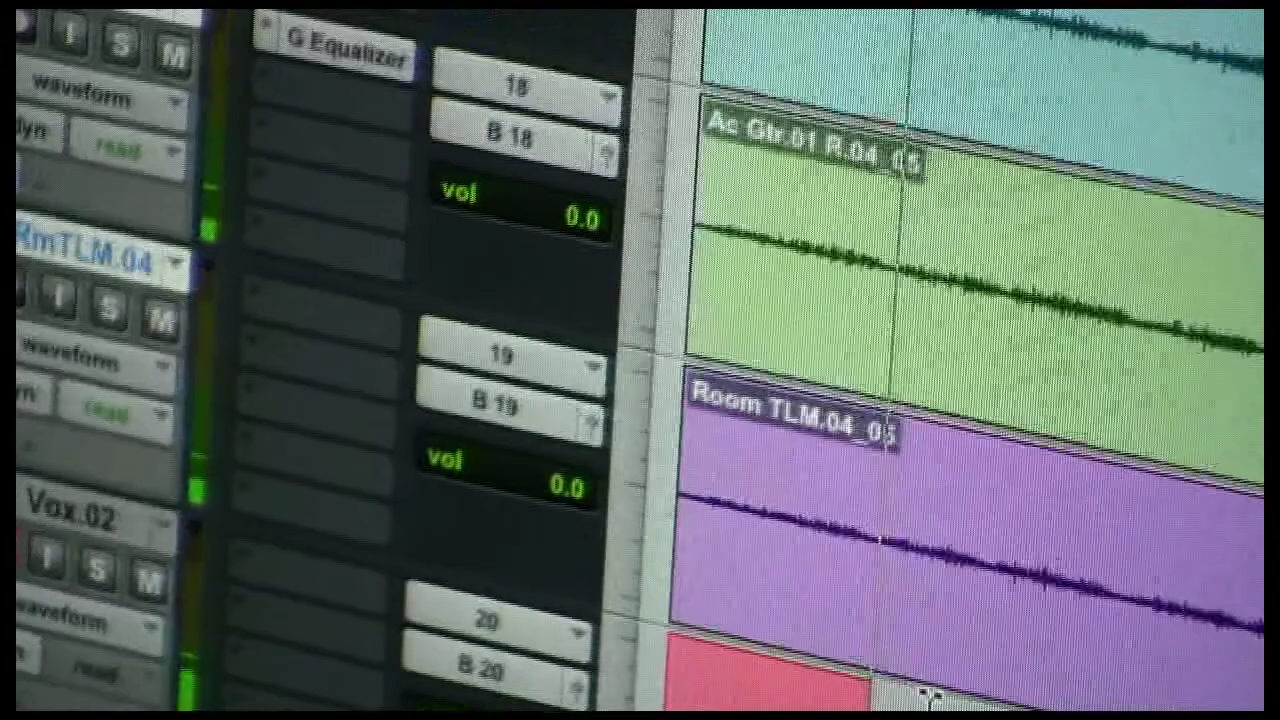 I S M
G Equalizer
waveform
18
B 18
dyn read
vol 0.0
Ac Gtr.01 R.04_05
RmTLM.04
I S M
waveform
19
B 19
yn read
vol 0.0
Room TLM.04_05
Vox.02
I S M
waveform
20
B 20
n read